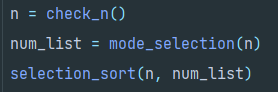 n = check_n()
num_list = mode_selection(n)
selection_sort(n, num_list)